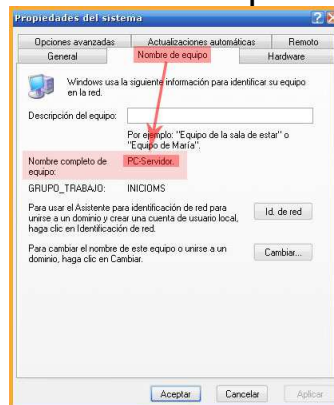 Propiedades del sistema
Opciones avanzadas Actualizaciones automáticas Remoto
General Nombre de equipo Hardware
Windows usa la siguiente información para identificar su equipo
en la red.
Descripción del equipo:
Por ejemplo: "Equipo de la sala de estar" o
"Equipo de María".
Nombre completo de PC-Servidor.
equipo:
GRUPO_TRABAJO: INICIOMS
Para usar el Asistente para identificación de red para
unirse a un dominio y crear una cuenta de usuario local,
haga clic en Identificación
de red.
Id. de red
Para cambiar el nombre de este equipo o unirse a un
dominio, haga clic en Cambiar.
Cambiar...
Aceptar Cancelar Aplicar